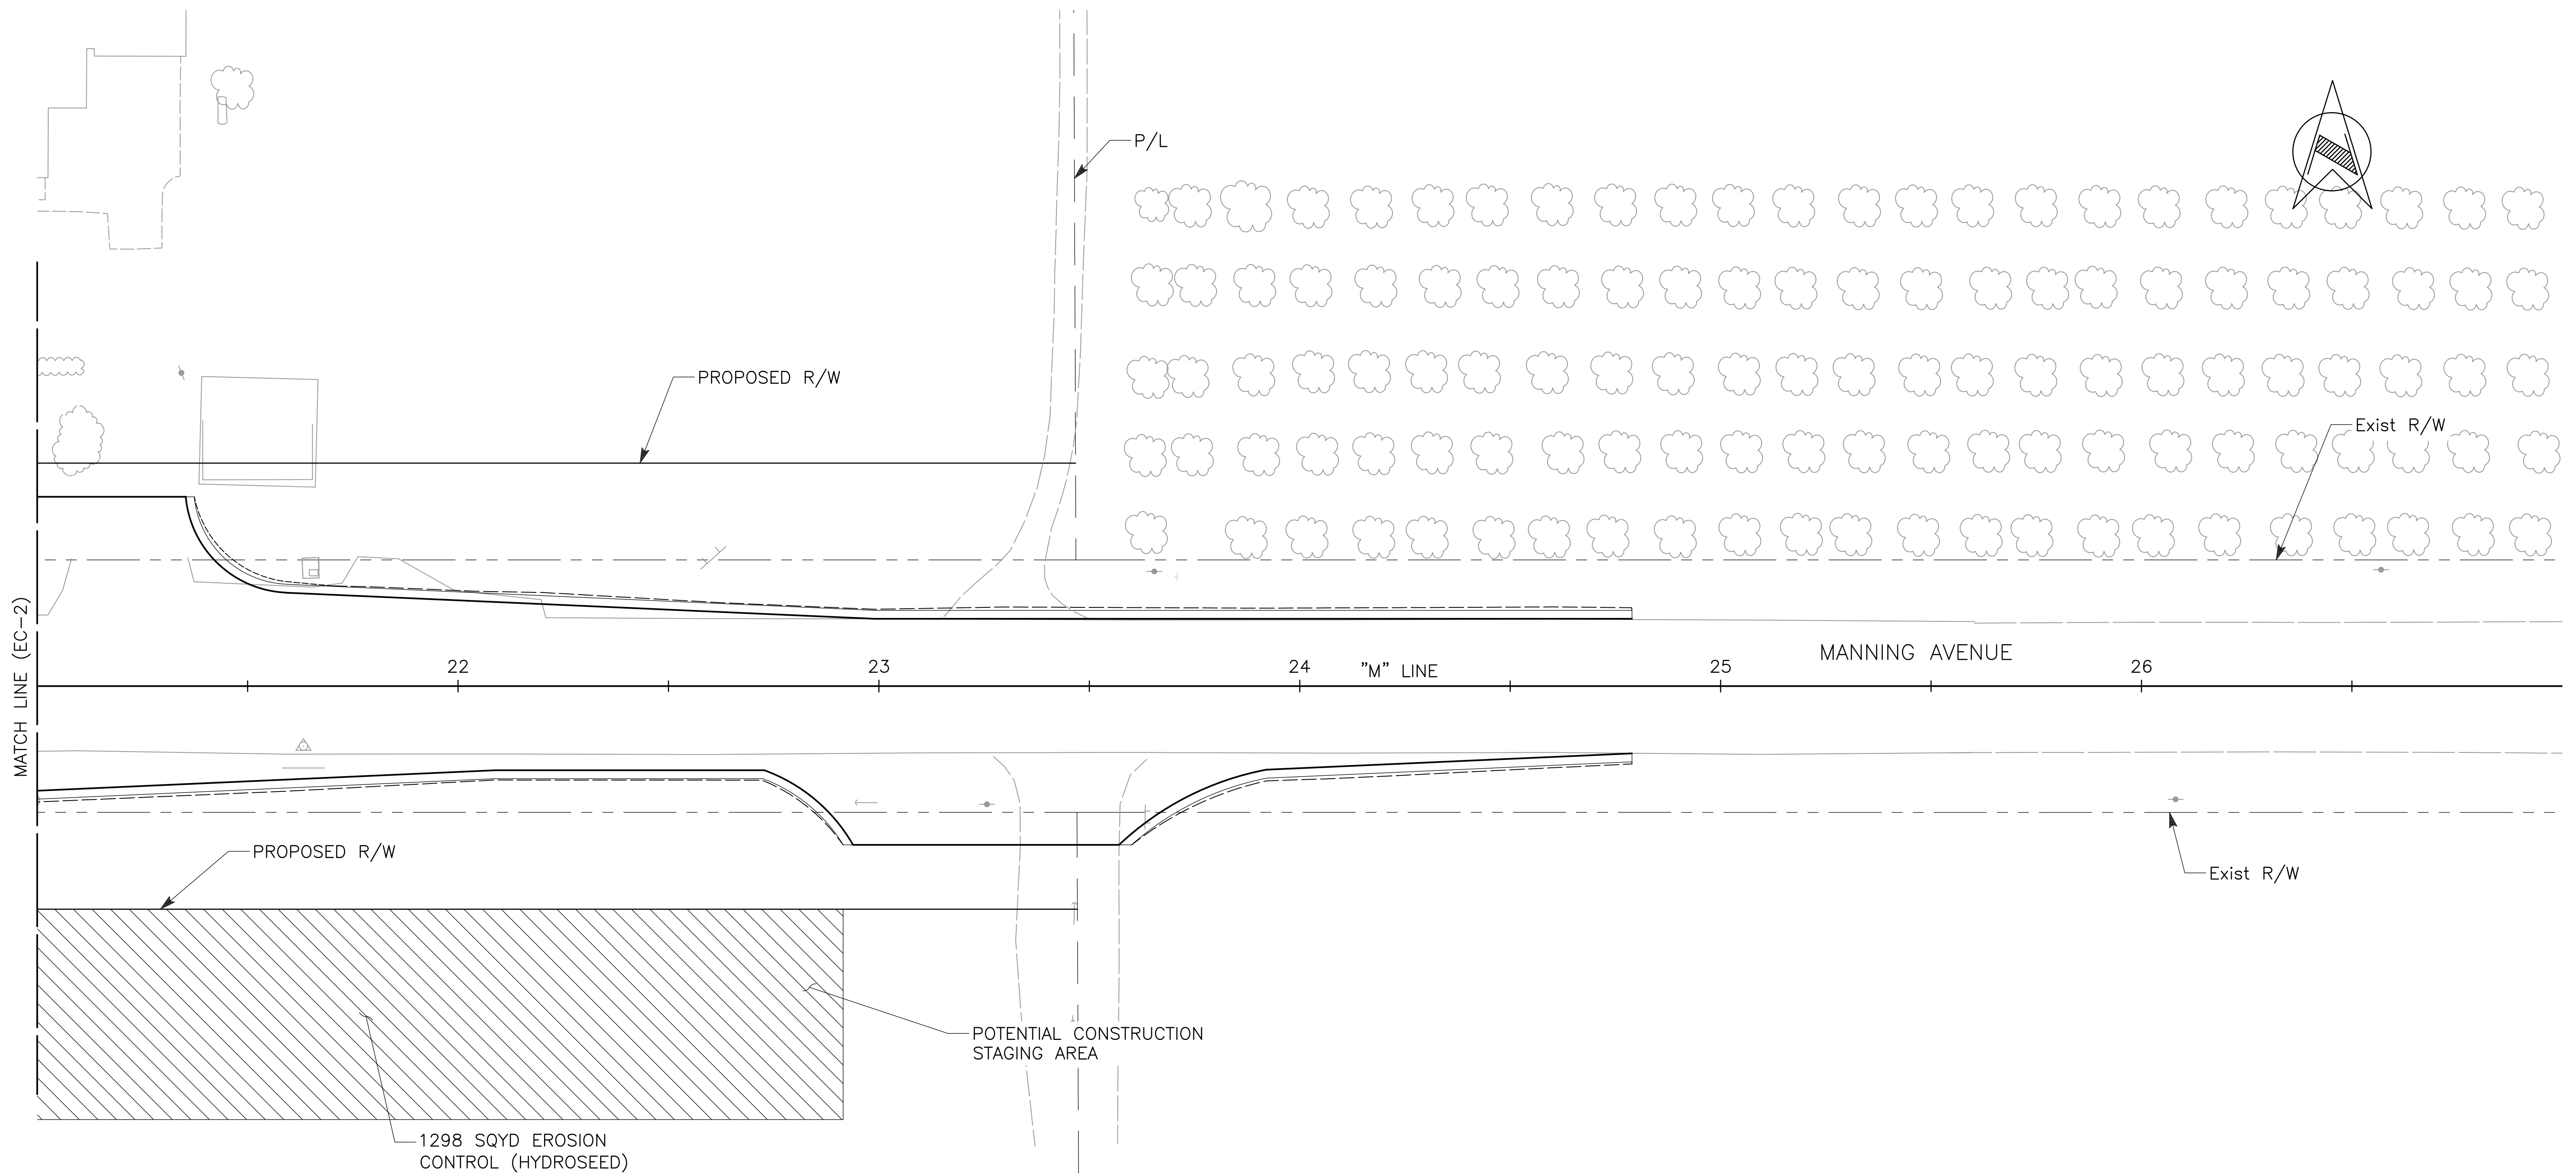 P/L
PROPOSED R/W
Exist R/W
MATCH LINE (EC-2)
MANNING AVENUE
22
23
24
"M" LINE
25
26
PROPOSED R/W
Exist R/W
POTENTIAL CONSTRUCTION
STAGING AREA
1298 SQYD EROSION
CONTROL (HYDROSEED)